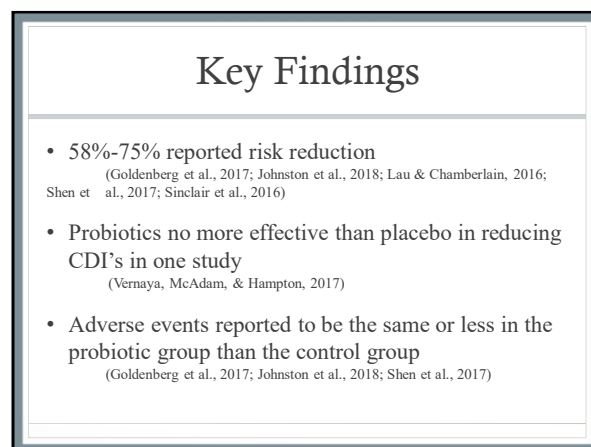 Key Findings
• 58%-75% reported risk reduction
(Goldenberg et al., 2017; Johnston et al., 2018; Lau & Chamberlain, 2016;
Shen et al., 2017; Sinclair et al., 2016)
• Probiotics no more effective than placebo in reducing
CDI's in one study
(Vernaya, McAdam, & Hampton, 2017)
• Adverse events reported to be the same or less in the
probiotic group than the control group
(Goldenberg et al., 2017; Johnston et al., 2018; Shen et al., 2017)